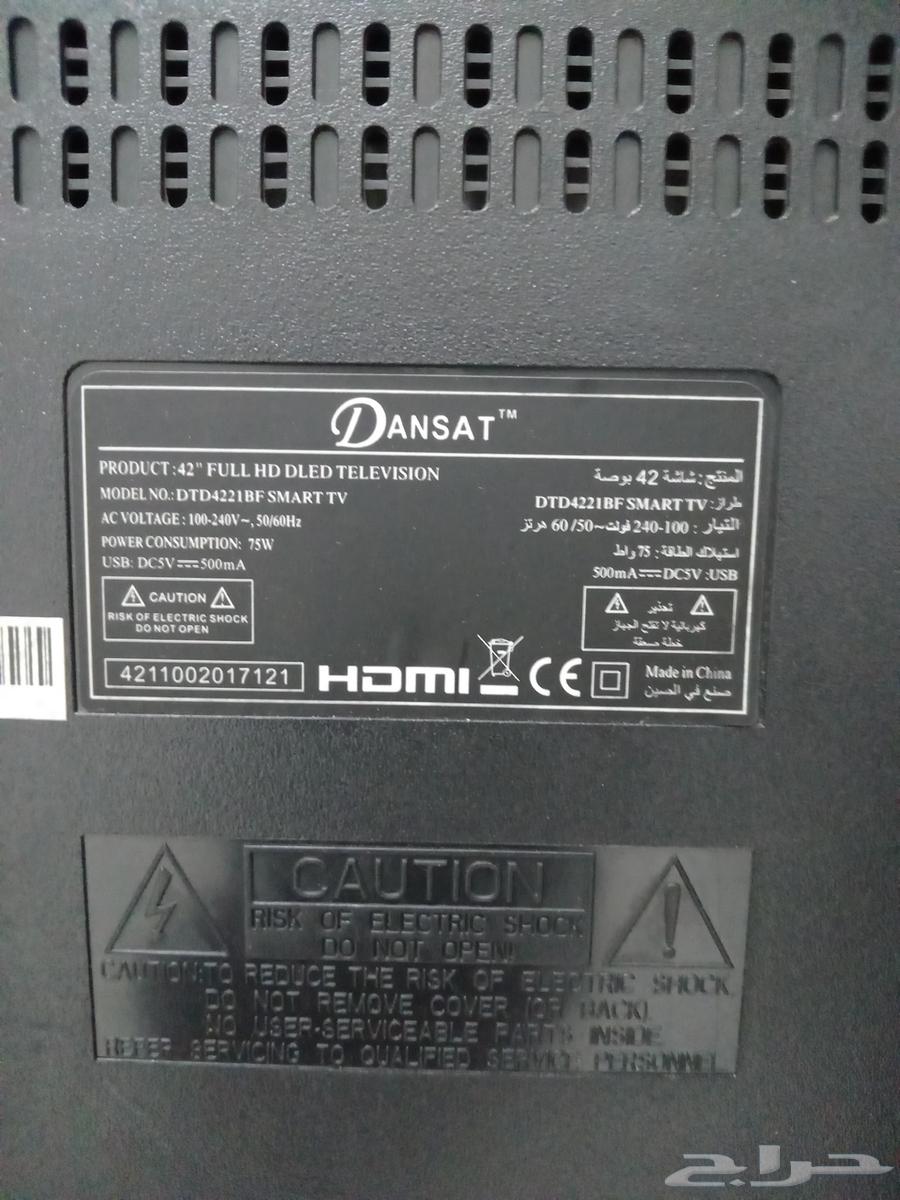 DANSAT™
PRODUCT:42" FULL HD DLED TELEVISION
MODEL NO.: DTD4221BF SMART TV
AC VOLTAGE : 100-240V~, 50/60Hz
POWER CONSUMPTION: 75W
USB: DC5V⎓500mA
CAUTION
RISK OF ELECTRIC SHOCK
DO NOT OPEN
المنتج: شاشة 42 بوصة
طراز: DTD4221BF SMART TV
التيار: 100-240 فولت~50/ 60 هرتز
استهلاك الطاقة: 75 واط
USB: DC5V⎓500mA
تحذير
كهربائية لا تفتح الجهاز
4211002017121
HDMI
CE
Made in China
صنع في الصين
CAUTION
RISK OF ELECTRIC SHOCK
DO NOT OPEN!
CAUTION:TO REDUCE THE RISK OF ELECTRIC SHOCK,
DO NOT REMOVE COVER (OR BACK).
NO USER-SERVICEABLE PARTS INSIDE.
REFER SERVICING TO QUALIFIED SERVICE PERSONNEL
حراج